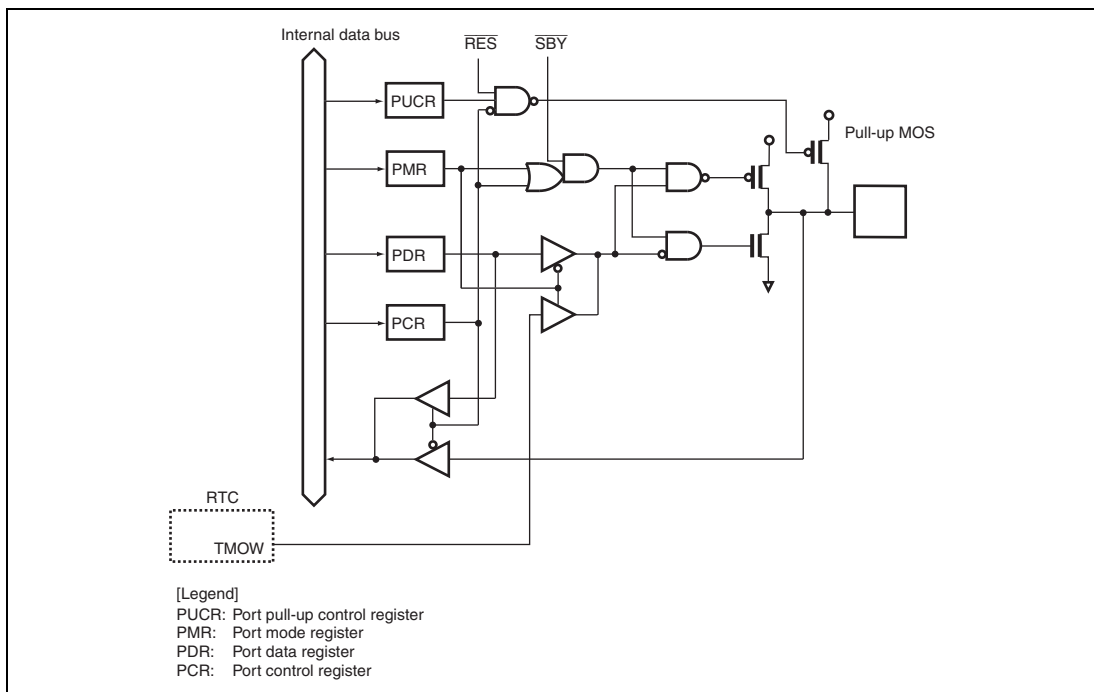 Internal data bus
RES
SBY
PUCR
Pull-up MOS
PMR
PDR
PCR
RTC
TMOW
[Legend]
PUCR: Port pull-up control register
PMR: Port mode register
PDR: Port data register
PCR: Port control register